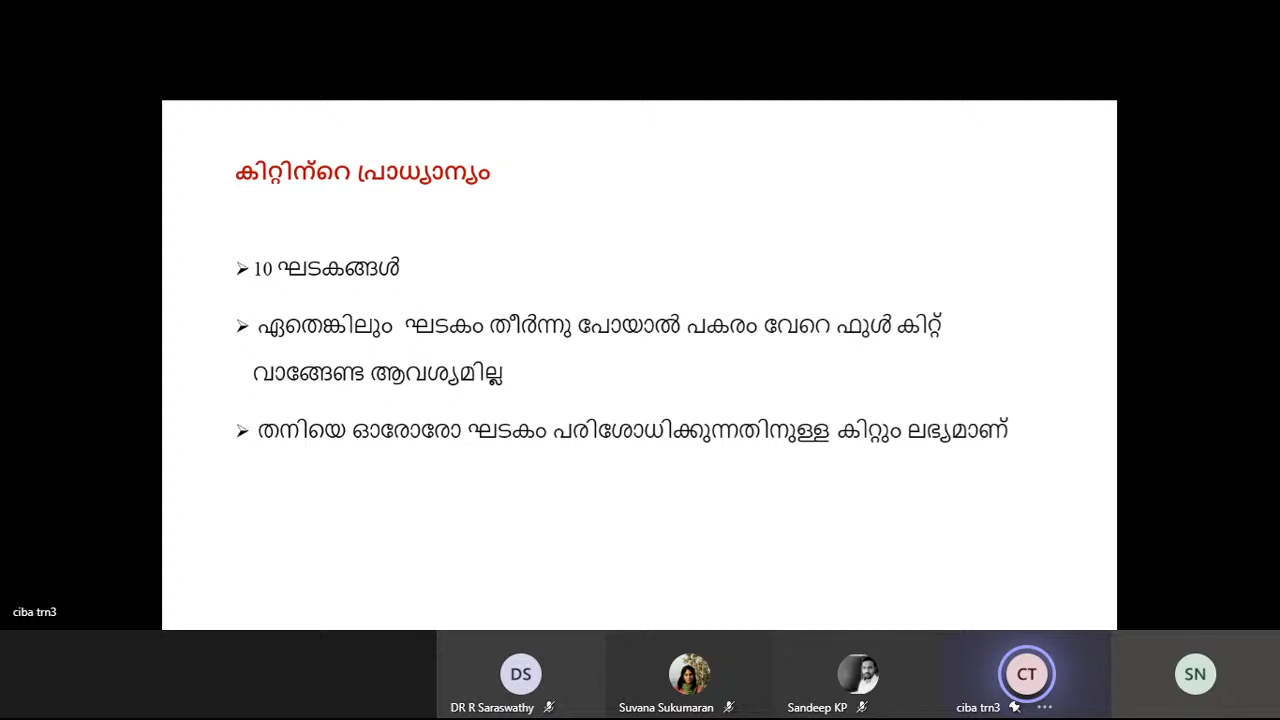 കിറ്റിന്റെ പ്രാധ്യാന്യം
➢ 10 ഘടകങ്ങൾ
➢ ഏതെങ്കിലും ഘടകം തീർന്നു പോയാൽ പകരം വേറെ ഫുൾ കിറ്റ്
വാങ്ങേണ്ട ആവശ്യമില്ല
➢ തനിയെ ഓരോരോ ഘടകം പരിശോധിക്കുന്നതിനുള്ള കിറ്റും ലഭ്യമാണ്
ciba trn3
DS
CT
SN
DR R Saraswathy
Suvana Sukumaran
Sandeep KP
ciba trn3